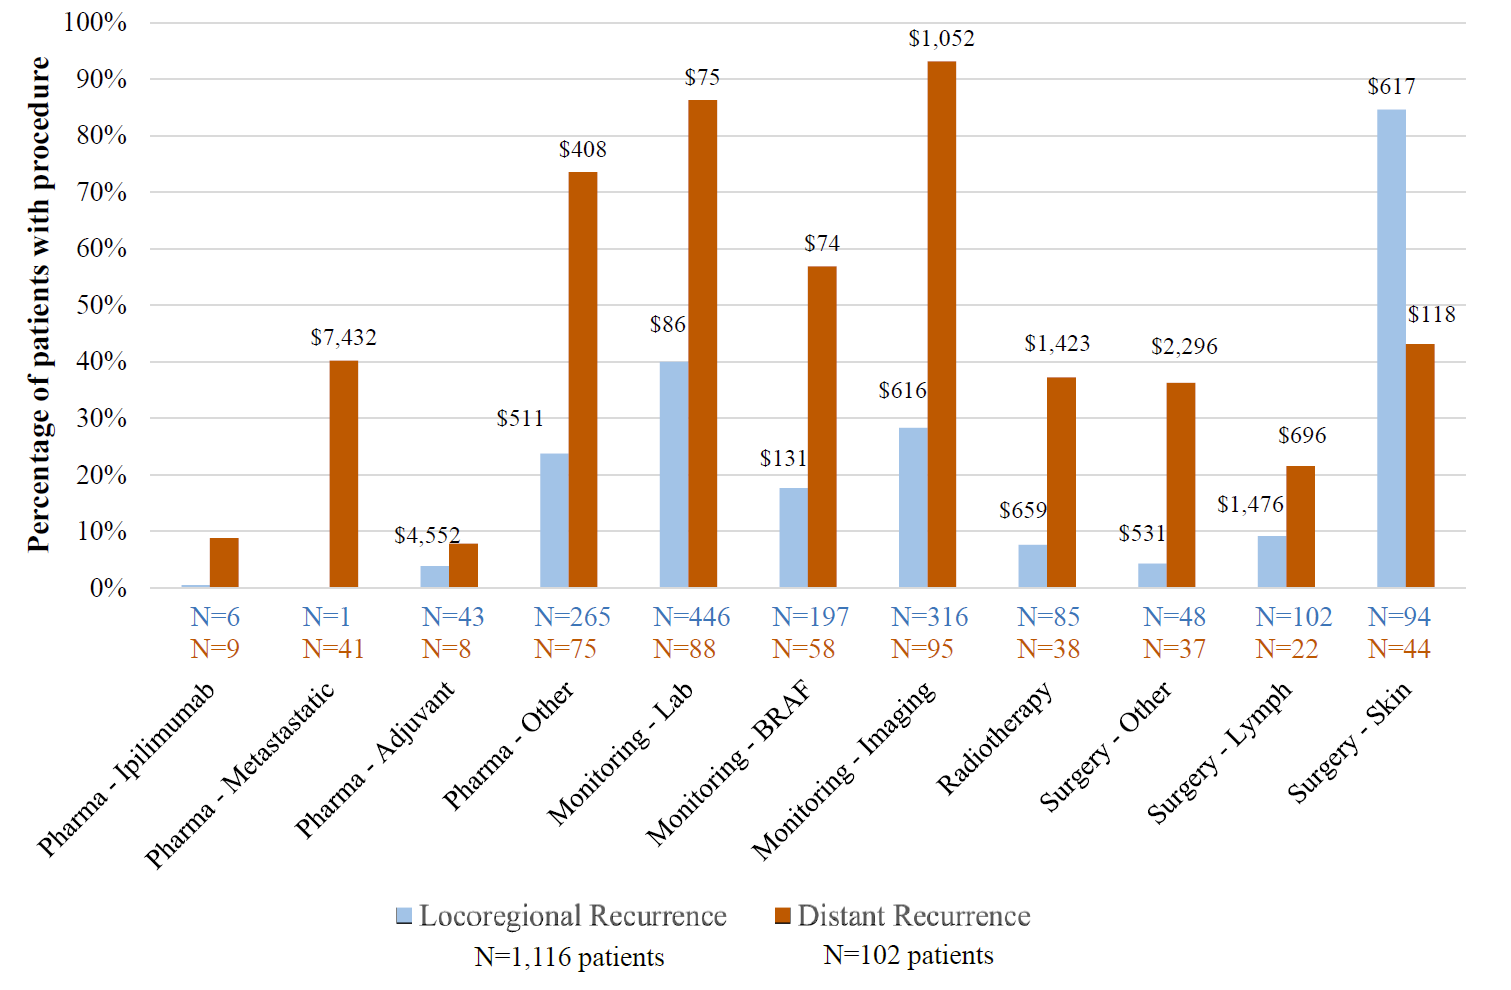 Percentage of patients with procedure
100%
90%
80%
70%
60%
50%
40%
30%
20%
10%
0%
$7,432
$4,552
$511
$408
$86
$75
$131
$74
$616
$1,052
$659
$1,423
$531
$2,296
$1,476
$696
$617
$118
N=6 N=1 N=43 N=265 N=446 N=197 N=316 N=85 N=48 N=102 N=94
N=9 N=41 N=8 N=75 N=88 N=58 N=95 N=38 N=37 N=22 N=44
Pharma - Ipilimumab
Pharma - Metastastatic
Pharma - Adjuvant
Pharma - Other
Monitoring - Lab
Monitoring - BRAF
Monitoring - Imaging
Radiotherapy
Surgery - Other
Surgery - Lymph
Surgery - Skin
Locoregional Recurrence Distant Recurrence
N=1,116 patients N=102 patients